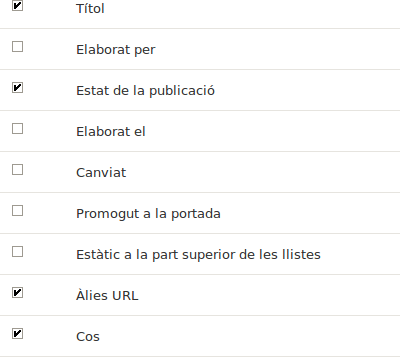 Títol
Elaborat per
Estat de la publicació
Elaborat el
Canviat
Promogut a la portada
Estàtic a la part superior de les llistes
Àlies URL
Cos